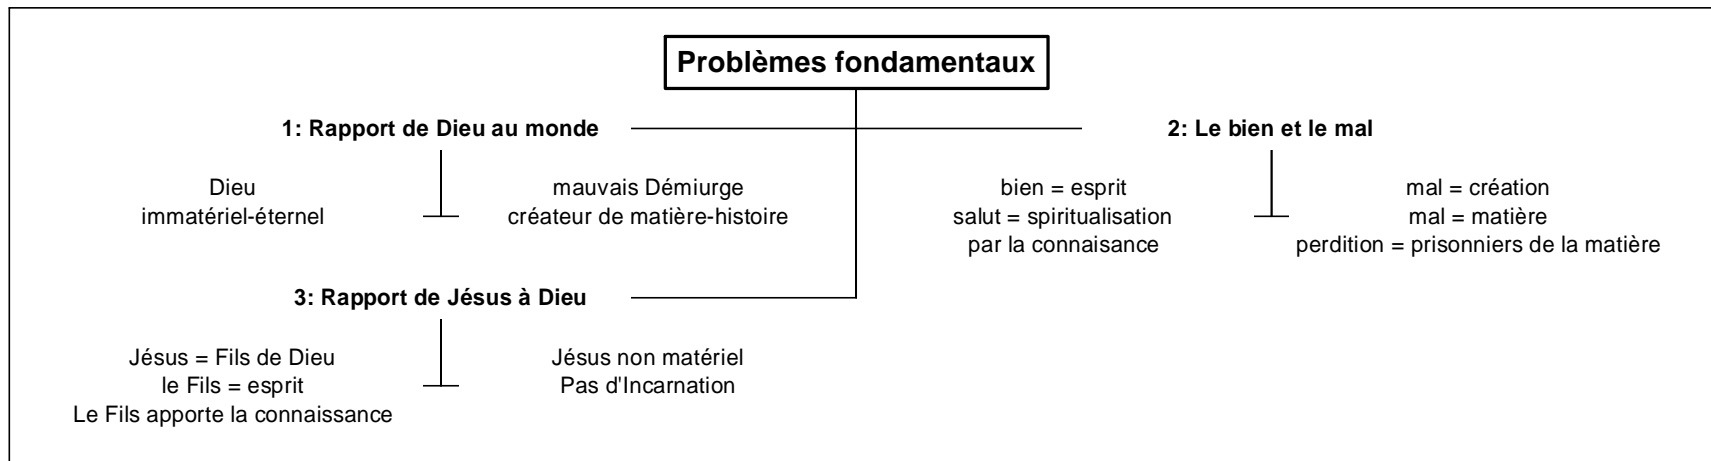 Problèmes fondamentaux
1: Rapport de Dieu au monde
2: Le bien et le mal
Dieu
immatériel-éternel
mauvais Démiurge
créateur de matière-histoire
bien = esprit
salut = spiritualisation
par la connaisance
mal = création
mal = matière
perdition = prisonniers de la matière
3: Rapport de Jésus à Dieu
Jésus = Fils de Dieu
le Fils = esprit
Le Fils apporte la connaissance
Jésus non matériel
Pas d'Incarnation